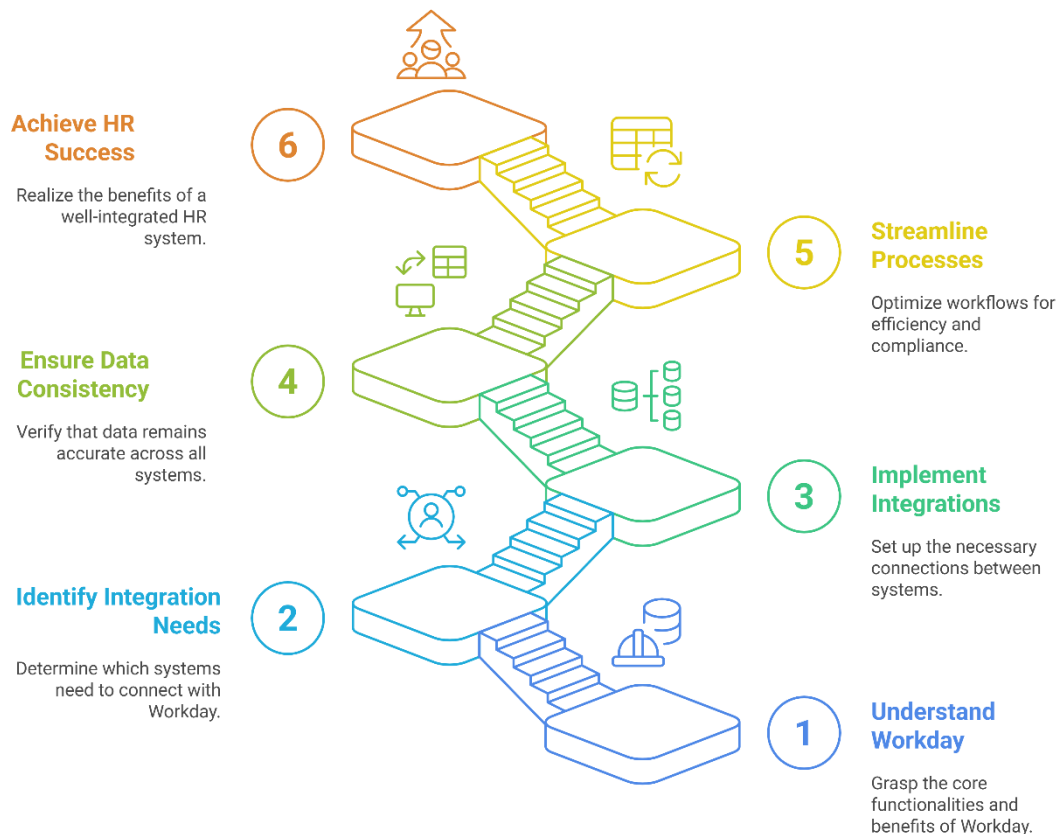 Achieve HR
Success
6
Realize the benefits of a
well-integrated HR
system.
5
Streamline
Processes
Optimize workflows for
efficiency and
compliance.
Ensure Data
Consistency
4
Verify that data remains
accurate across all
systems.
3
Implement
Integrations
Set up the necessary
connections between
systems.
Identify Integration
Needs
2
Determine which systems
need to connect with
Workday.
1
Understand
Workday
Grasp the core
functionalities and
benefits of Workday.